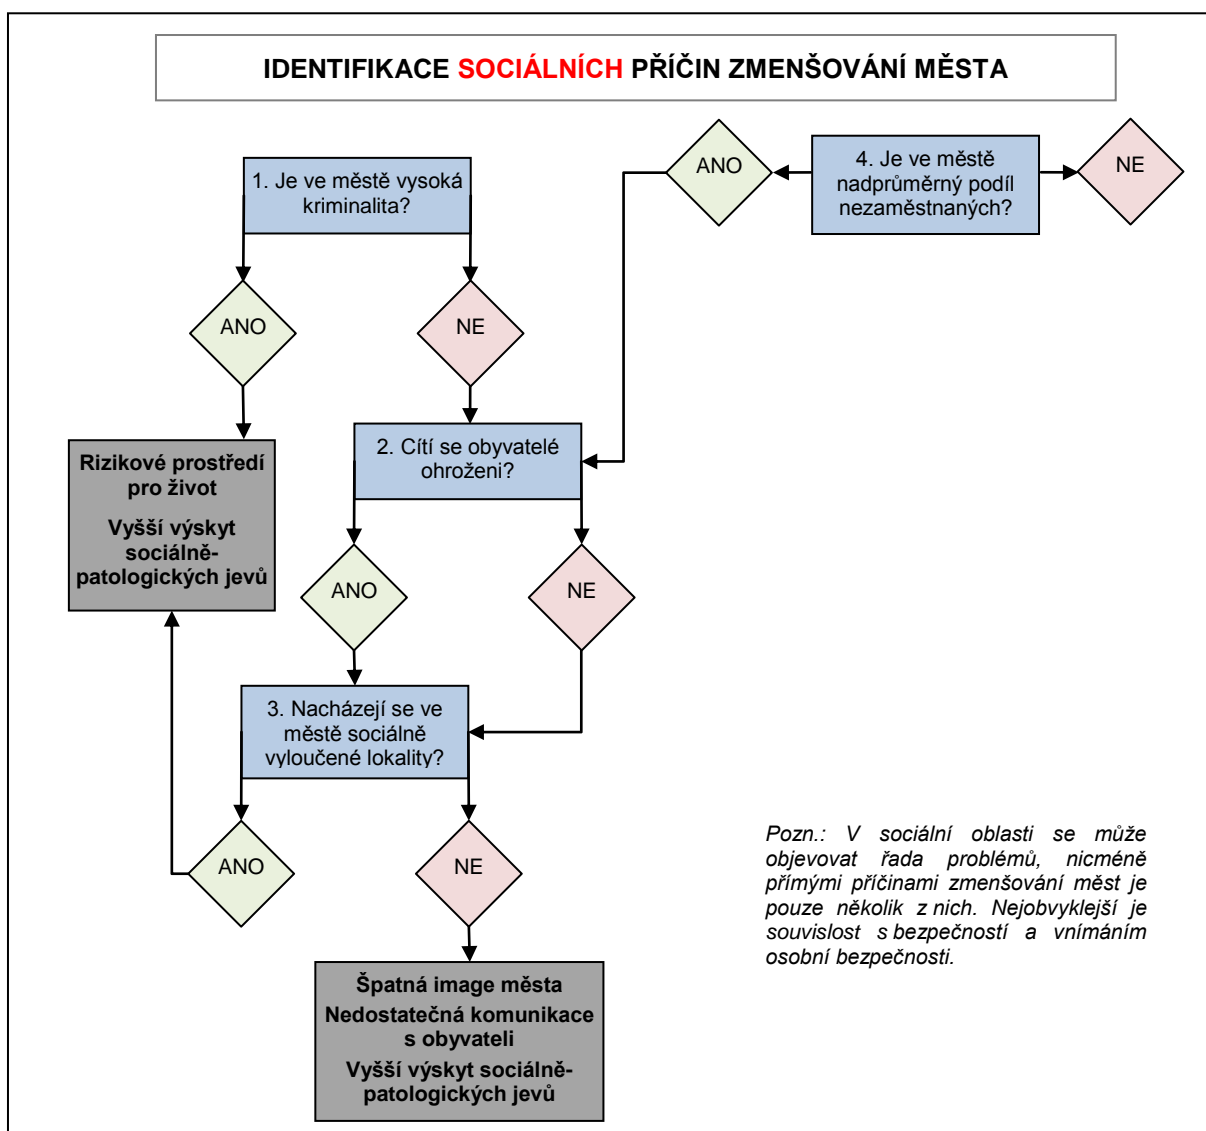 IDENTIFIKACE SOCIÁLNÍCH PŘÍČIN ZMENŠOVÁNÍ MĚSTA
1. Je ve městě vysoká
kriminalita?
ANO
4. Je ve městě
nadprůměrný podíl
nezaměstnaných?
NE
ANO
NE
2. Cítí se obyvatelé
ohroženi?
Rizikové prostředí
pro život
Vyšší výskyt
sociálně-
patologických jevů
ANO
NE
3. Nacházejí se ve
městě sociálně
vyloučené lokality?
ANO
NE
Pozn.: V sociální oblasti se může
objevovat řada problémů, nicméně
přímými příčinami zmenšování měst je
pouze několik z nich. Nejobvyklejší je
souvislost s bezpečností a vnímáním
osobní bezpečnosti.
Špatná image města
Nedostatečná komunikace
s obyvateli
Vyšší výskyt sociálně-
patologických jevů